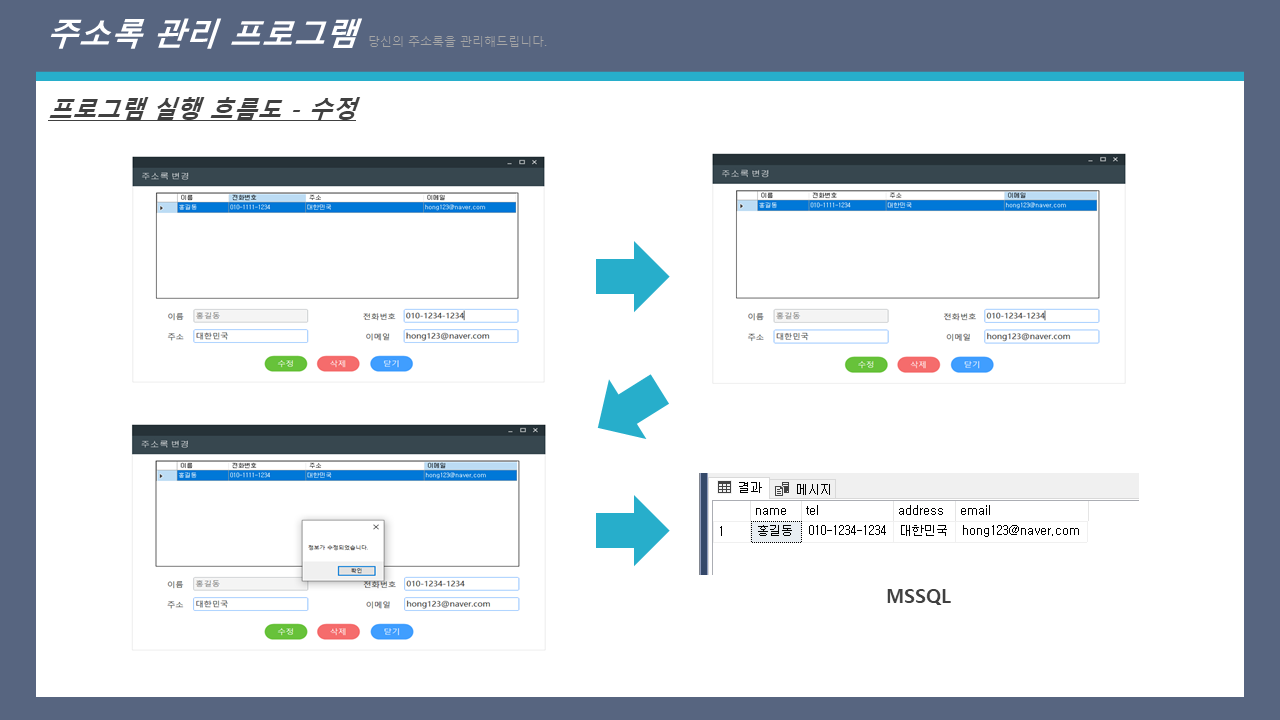 주소록 관리 프로그램 당신의 주소록을 관리해드립니다.
프로그램 실행 흐름도 - 수정
주소록 변경
이름 전화번호 주소 이메일
홍길동 010-1111-1234 대한민국 hong123@naver.com
이름 홍길동 전화번호 010-1234-1234
주소 대한민국 이메일 hong123@naver.com
수정 삭제 닫기
주소록 변경
이름 전화번호 주소 이메일
홍길동 010-1111-1234 대한민국 hong123@naver.com
이름 홍길동 전화번호 010-1234-1234
주소 대한민국 이메일 hong123@naver.com
수정 삭제 닫기
주소록 변경
이름 전화번호 주소 이메일
홍길동 010-1111-1234 대한민국 hong123@naver.com
정보가 수정되었습니다.
확인
이름 홍길동 전화번호 010-1234-1234
주소 대한민국 이메일 hong123@naver.com
수정 삭제 닫기
결과 메시지
name tel address email
1 홍길동 010-1234-1234 대한민국 hong123@naver.com
MSSQL